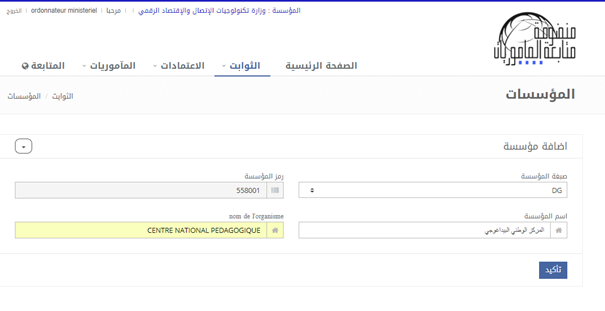 المؤسسة : وزارة تكنولوجيات الإتصال والإقتصاد الرقمي / مرحبا ordonnateur ministeriel / الخروج
منظومة
متابعة المأموريات
الصفحة الرئيسية الثوابت الاعتمادات المأموريات المتابعة
المؤسسات
الثوابت / المؤسسات
اضافة مؤسسة
صبغة المؤسسة
DG
رمز المؤسسة
558001
اسم المؤسسة
المركز الوطني البيداغوجي
nom de l'organisme
CENTRE NATIONAL PEDAGOGIQUE
تأكيد